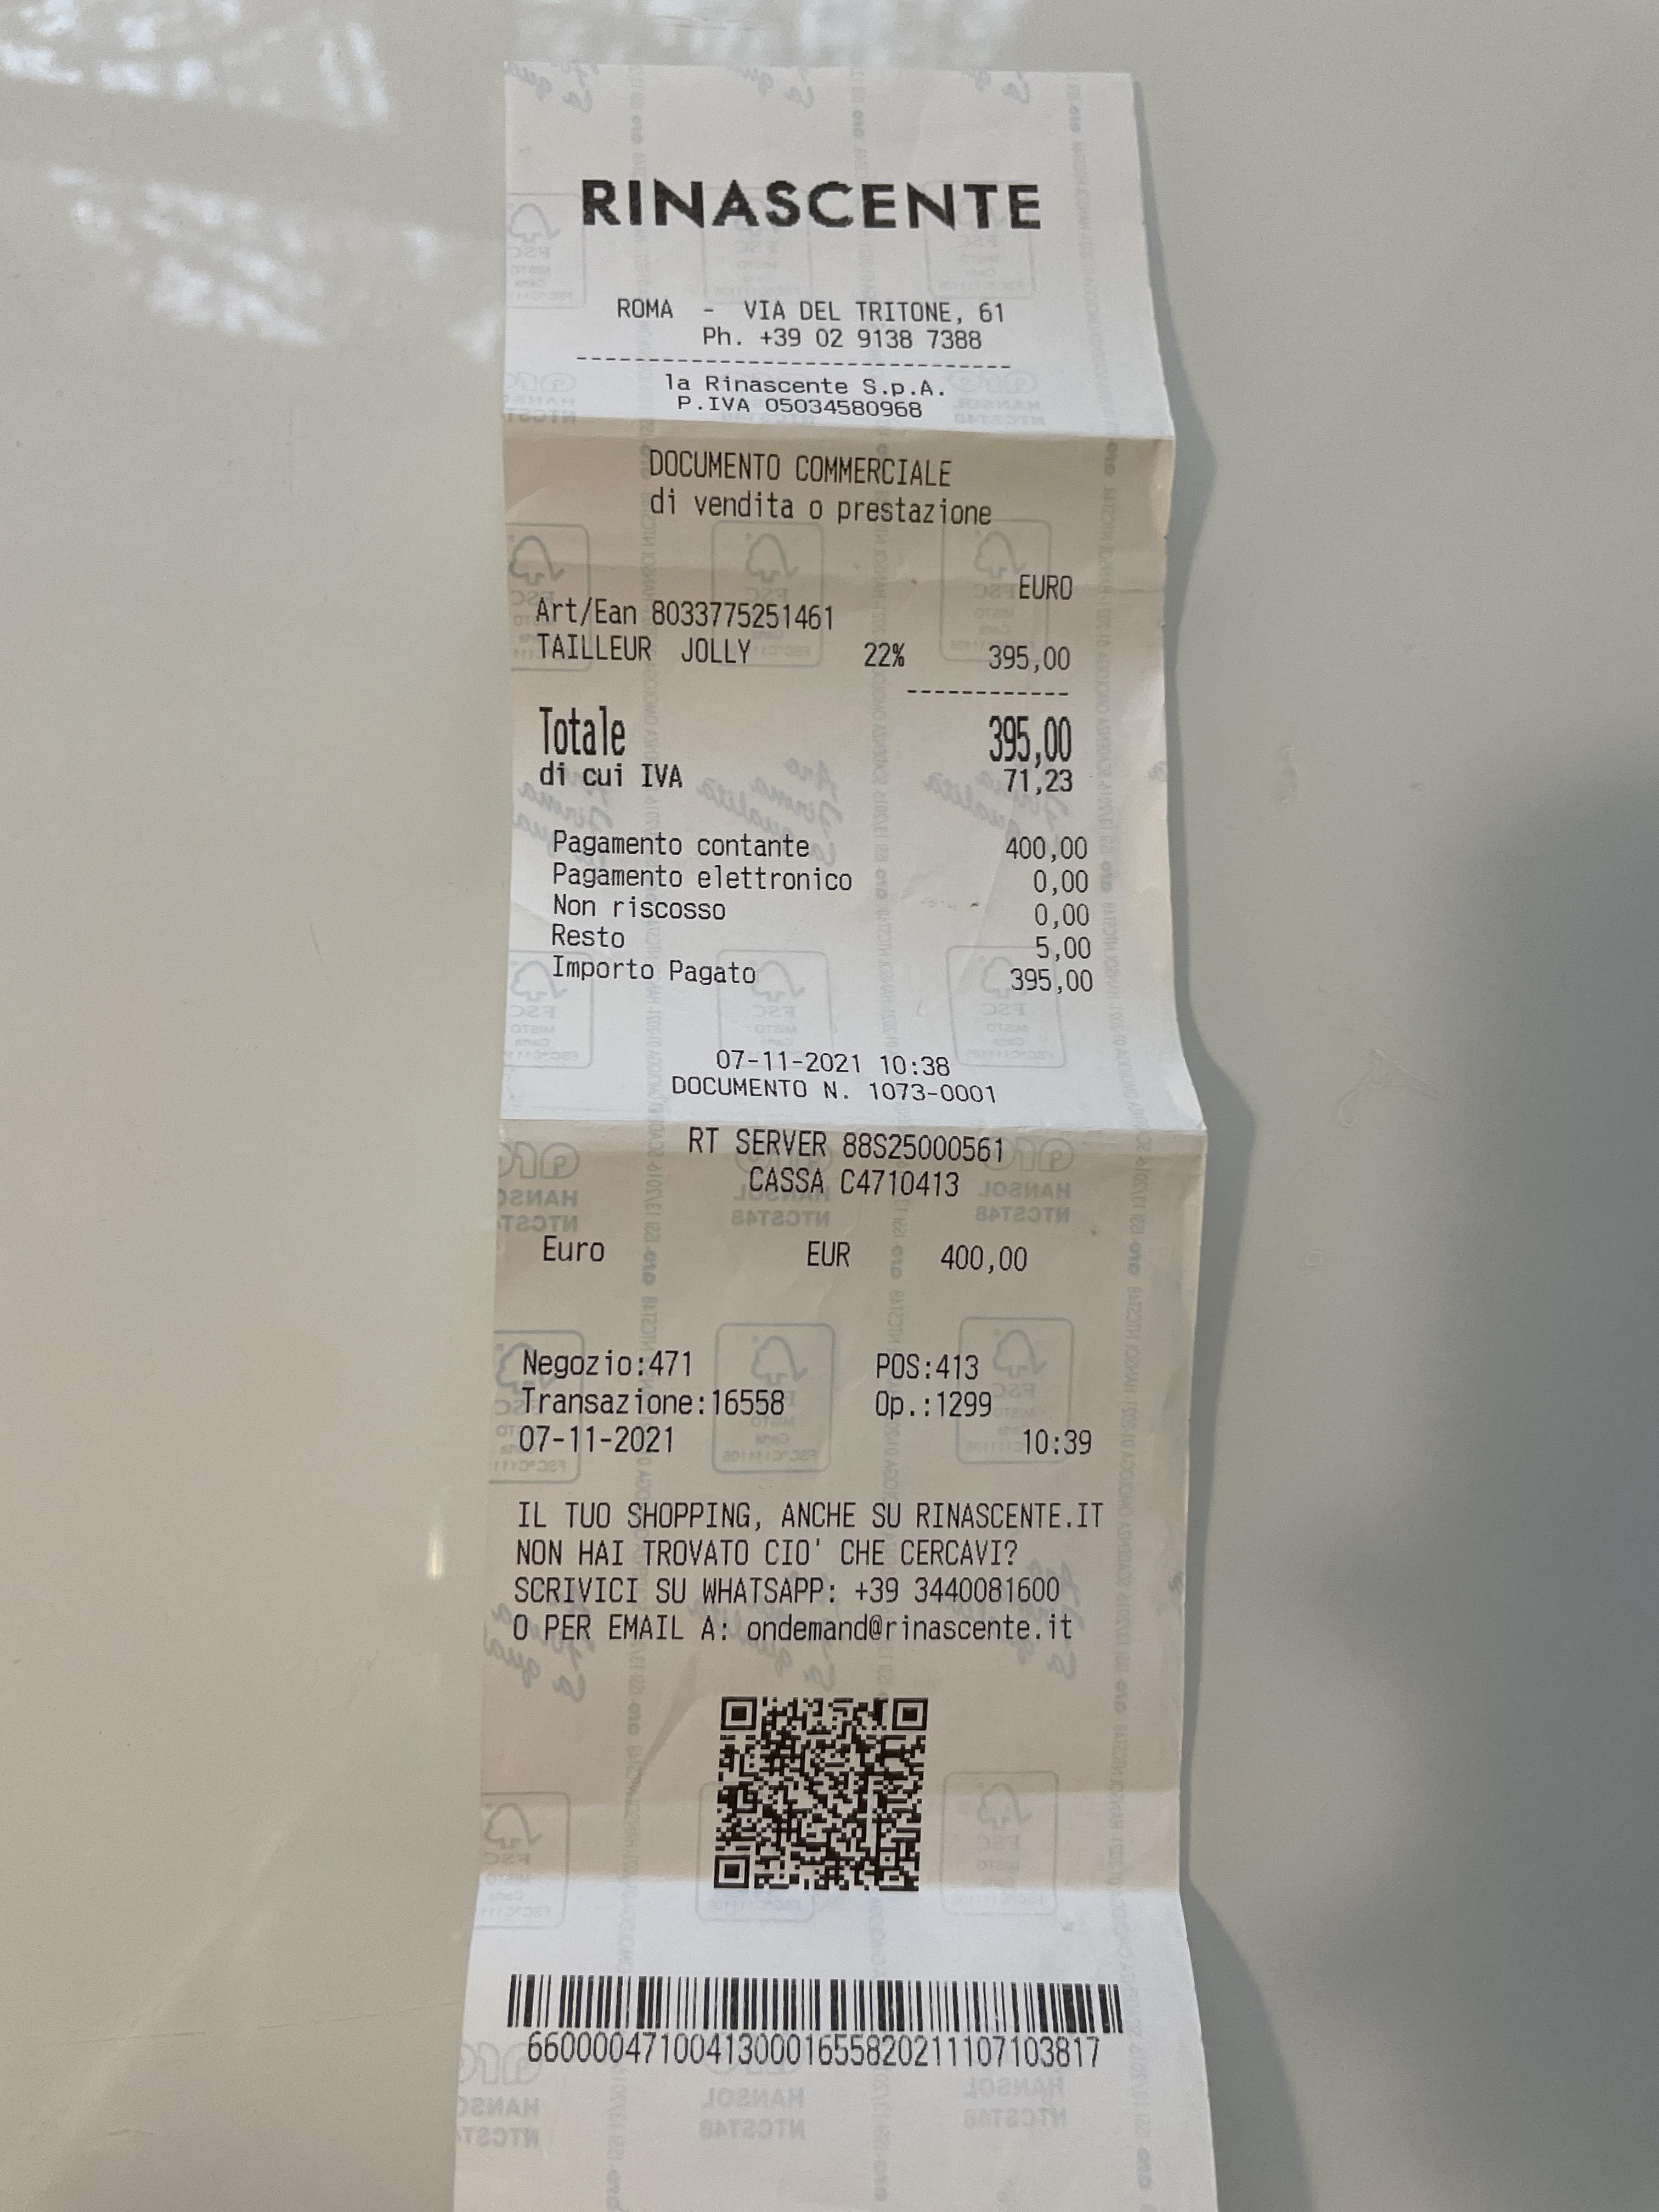 RINASCENTE
ROMA - VIA DEL TRITONE, 61
Ph. +39 02 9138 7388
la Rinascente S.p.A.
P.IVA 05034580968
DOCUMENTO COMMERCIALE
di vendita o prestazione
EURO
Art/Ean 8033775251461
TAILLEUR JOLLY 22% 395,00
Totale 395,00
di cui IVA 71,23
Pagamento contante 400,00
Pagamento elettronico 0,00
Non riscosso 0,00
Resto 5,00
Importo Pagato 395,00
07-11-2021 10:38
DOCUMENTO N. 1073-0001
RT SERVER 88S25000561
CASSA C4710413
Euro EUR 400,00
Negozio:471 POS:413
Transazione:16558 Op.:1299
07-11-2021 10:39
IL TUO SHOPPING, ANCHE SU RINASCENTE.IT
NON HAI TROVATO CIO' CHE CERCAVI?
SCRIVICI SU WHATSAPP: +39 3440081600
O PER EMAIL A: ondemand@rinascente.it
660000471004130001655820211107103817